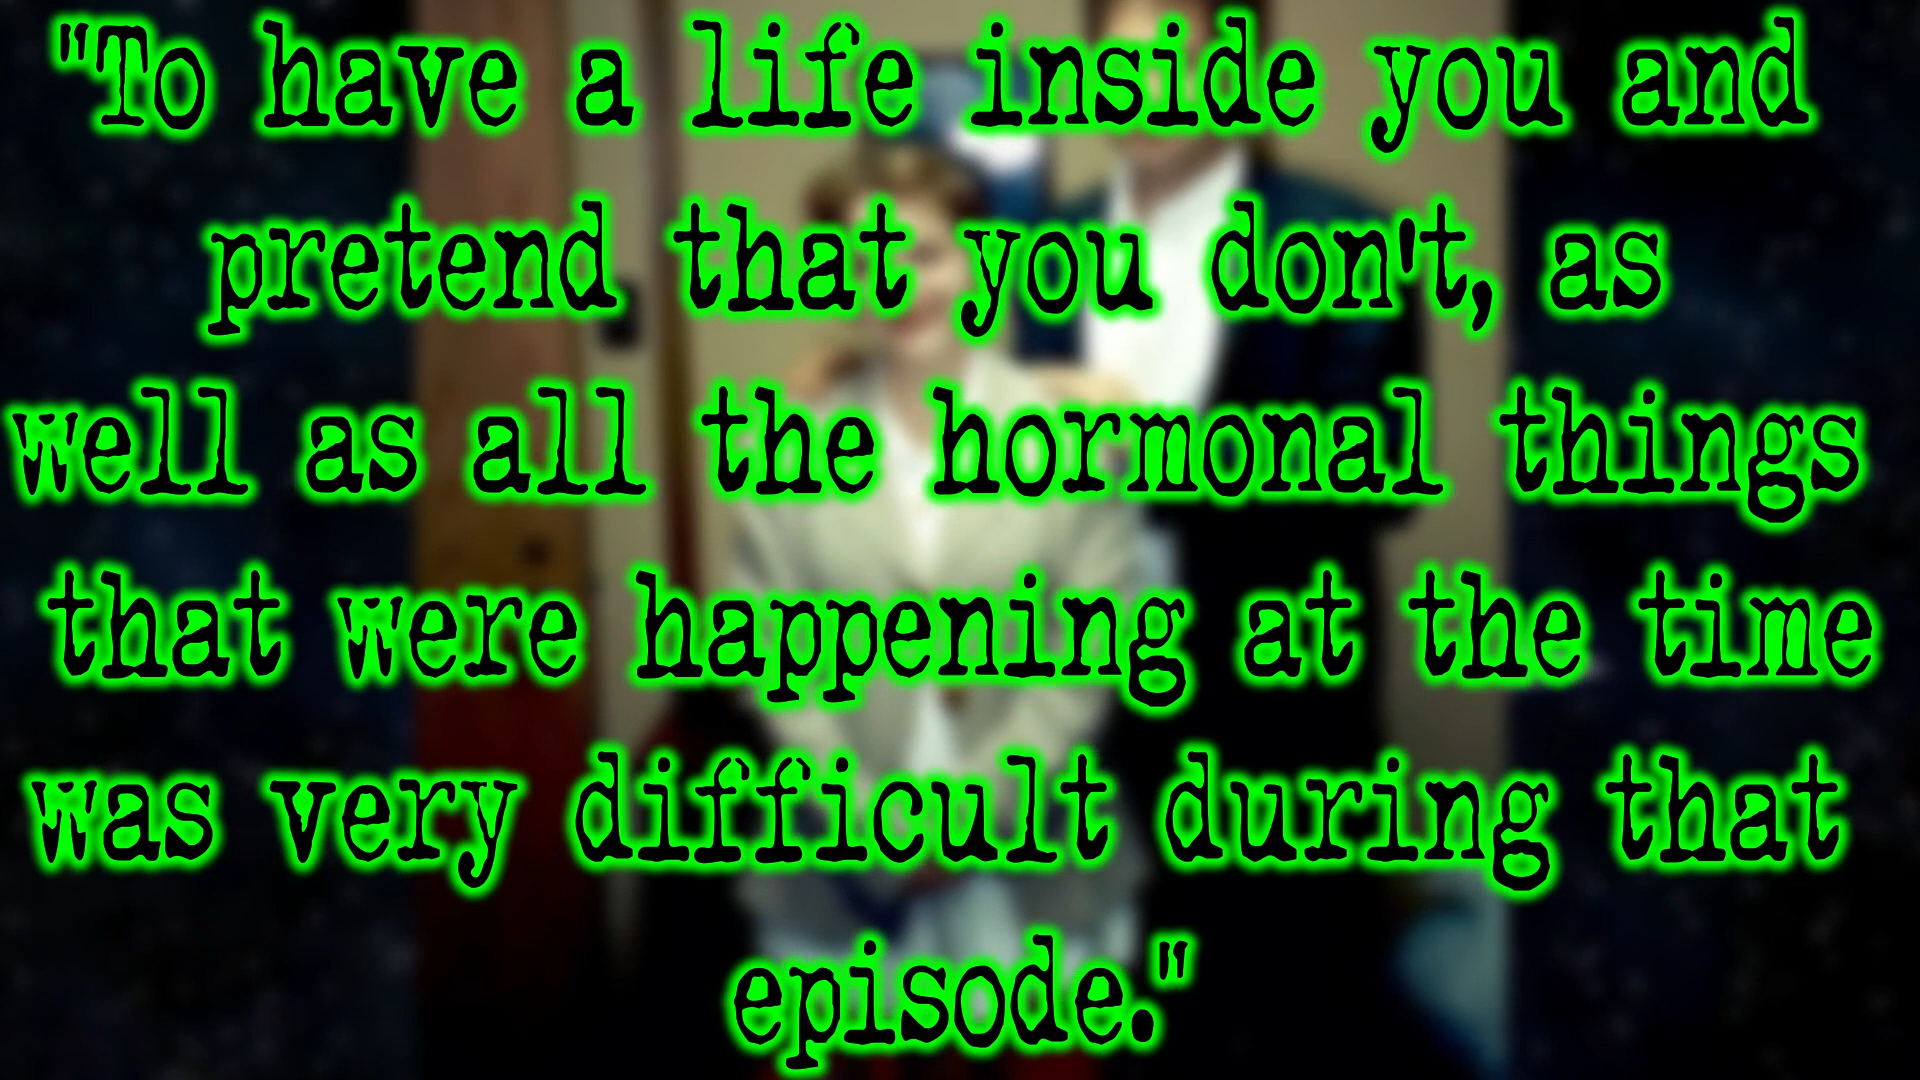 "To have a life inside you and
pretend that you don't, as
well as all the hormonal things
that were happening at the time
was very difficult during that
episode."